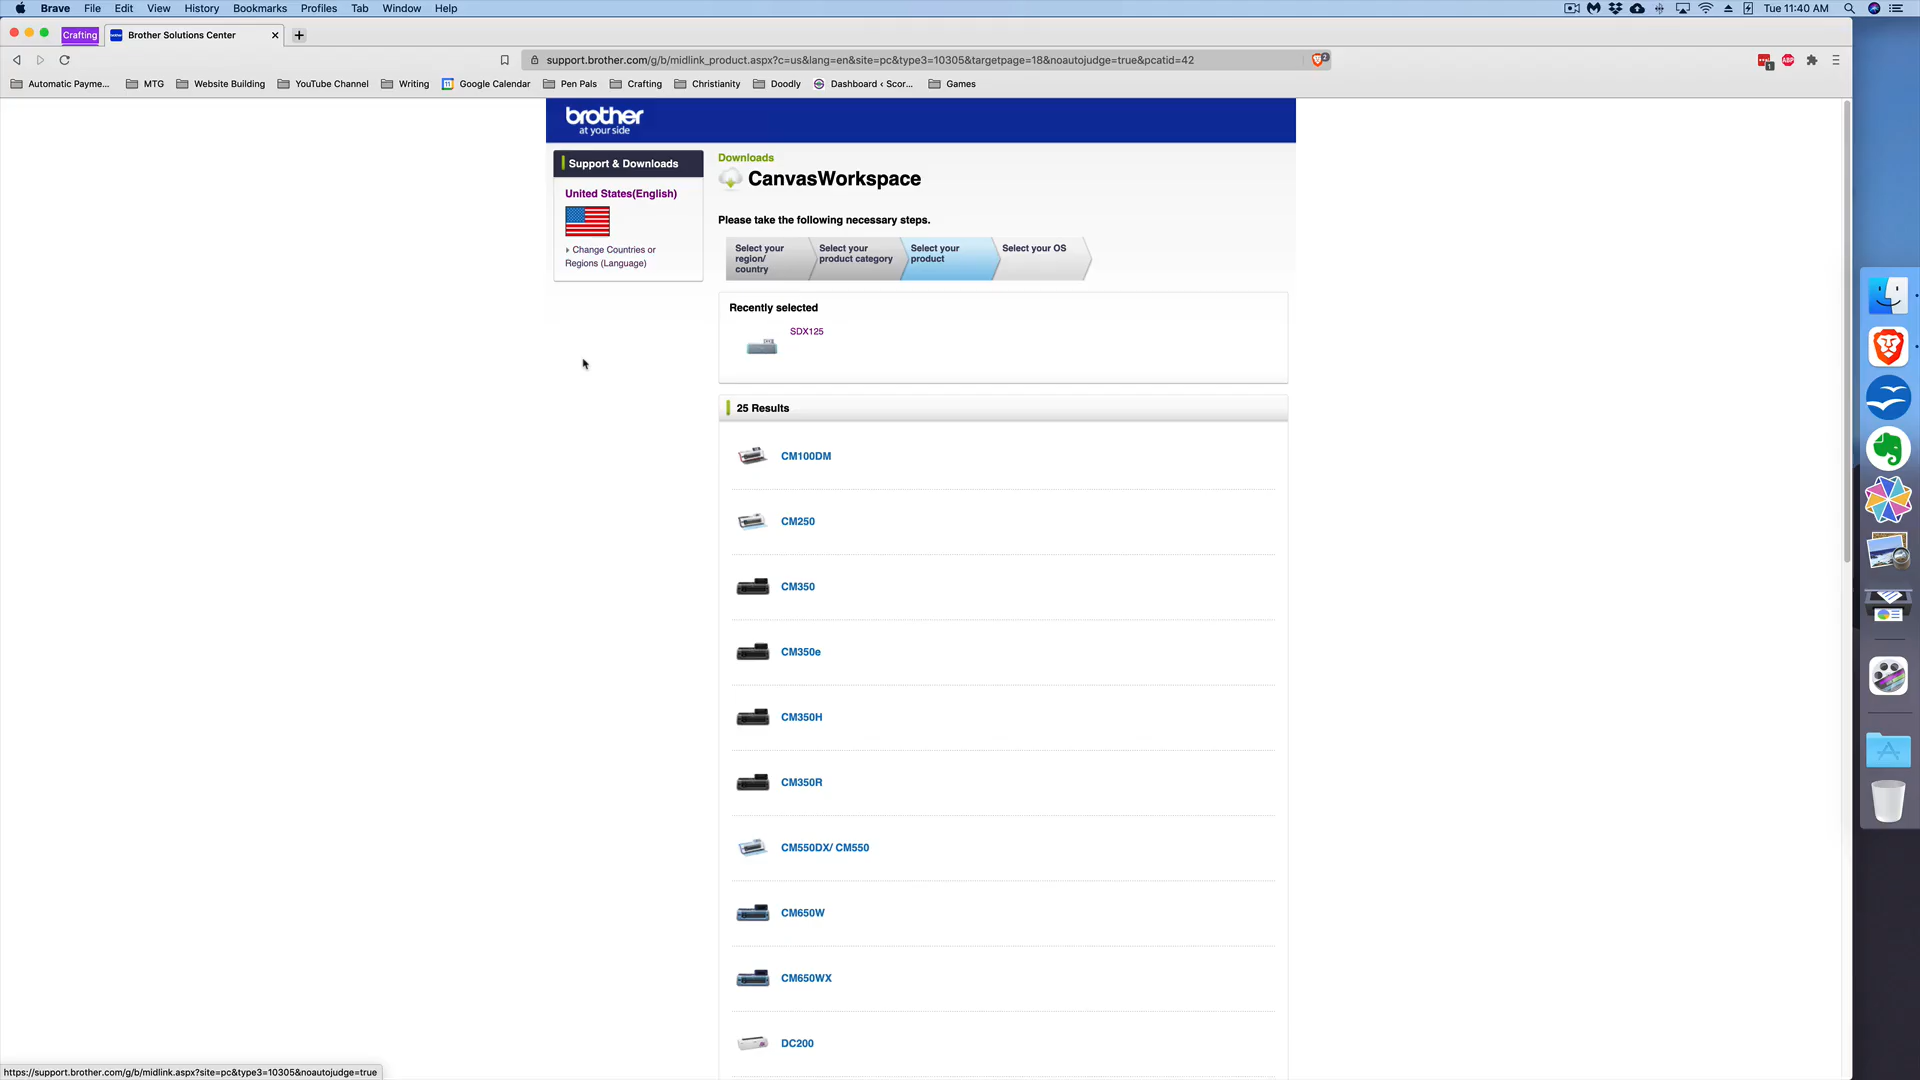 Brave File Edit View History Bookmarks Profiles Tab Window Help Tue 11:40 AM
Crafting Brother Solutions Center
support.brother.com/g/b/midlink_product.aspx?c=us&lang=en&site=pc&type3=10305&targetpage=18&noautojudge=true&pcatid=42
Automatic Payme... MTG Website Building YouTube Channel Writing Google Calendar Pen Pals Crafting Christianity Doodly Dashboard ‹ Scor... Games
brother
at your side
Support & Downloads
United States(English)
Change Countries or
Regions (Language)
Downloads
CanvasWorkspace
Please take the following necessary steps.
Select your
region/
country
Select your
product category
Select your
product
Select your OS
Recently selected
SDX125
25 Results
CM100DM
CM250
CM350
CM350e
CM350H
CM350R
CM550DX/ CM550
CM650W
CM650WX
DC200
https://support.brother.com/g/b/midlink.aspx?site=pc&type3=10305&noautojudge=true